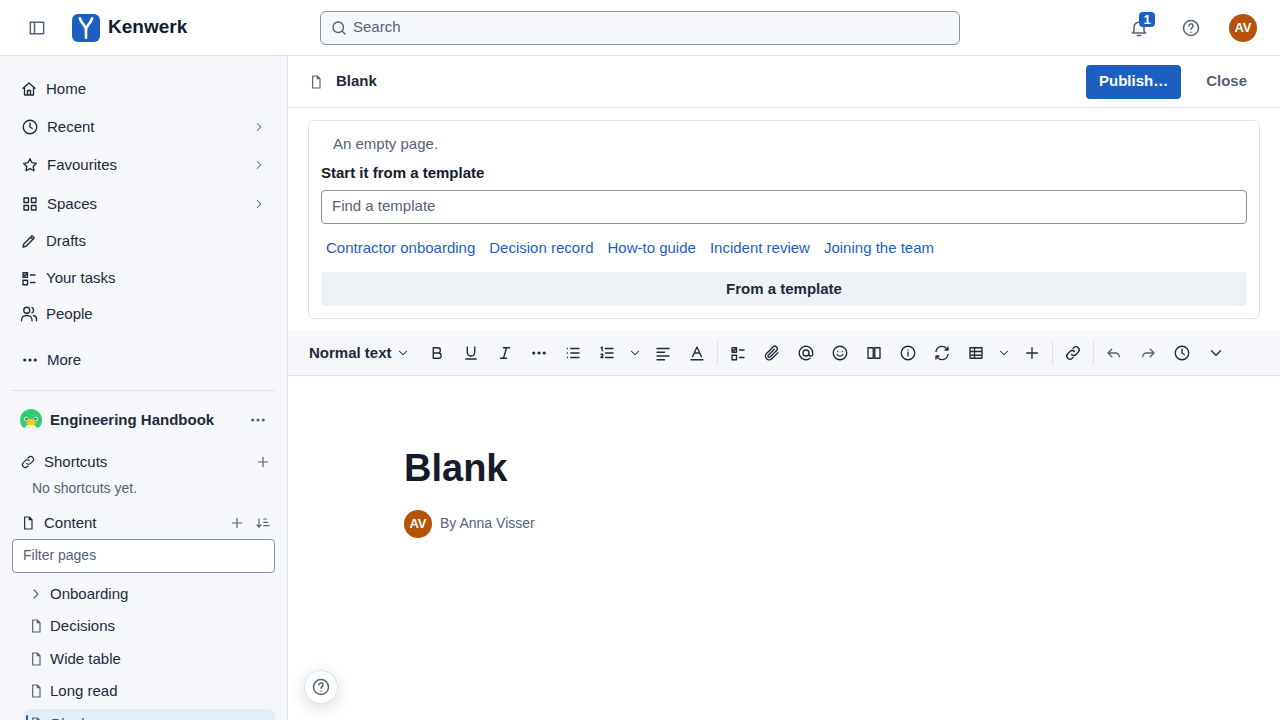 Kenwerk
Search
1
AV
Home
Recent
Favourites
Spaces
Drafts
Your tasks
People
More
Engineering Handbook
Shortcuts
No shortcuts yet.
Content
Filter pages
Onboarding
Decisions
Wide table
Long read
Blank
Publish…
Close
An empty page.
Start it from a template
Find a template
Contractor onboarding Decision record How-to guide Incident review Joining the team
From a template
Normal text
Blank
AV By Anna Visser